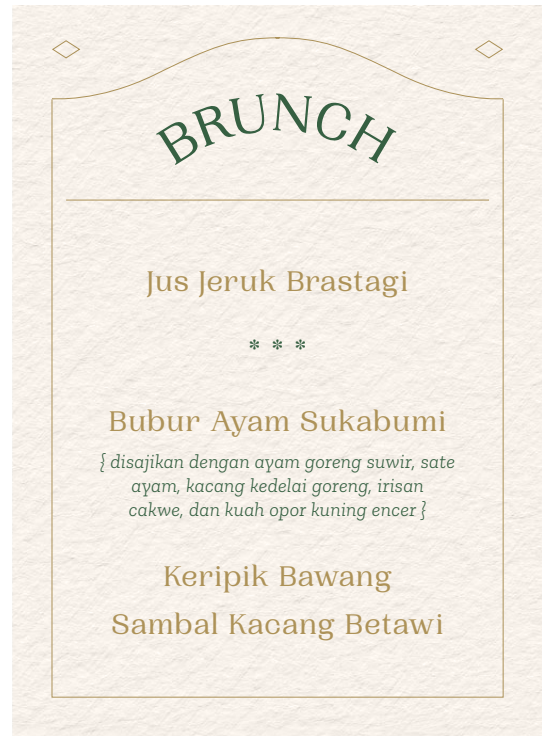 BRUNCH
Jus Jeruk Brastagi
* * *
Bubur Ayam Sukabumi
{ disajikan dengan ayam goreng suwir, sate
ayam, kacang kedelai goreng, irisan
cakwe, dan kuah opor kuning encer }
Keripik Bawang
Sambal Kacang Betawi